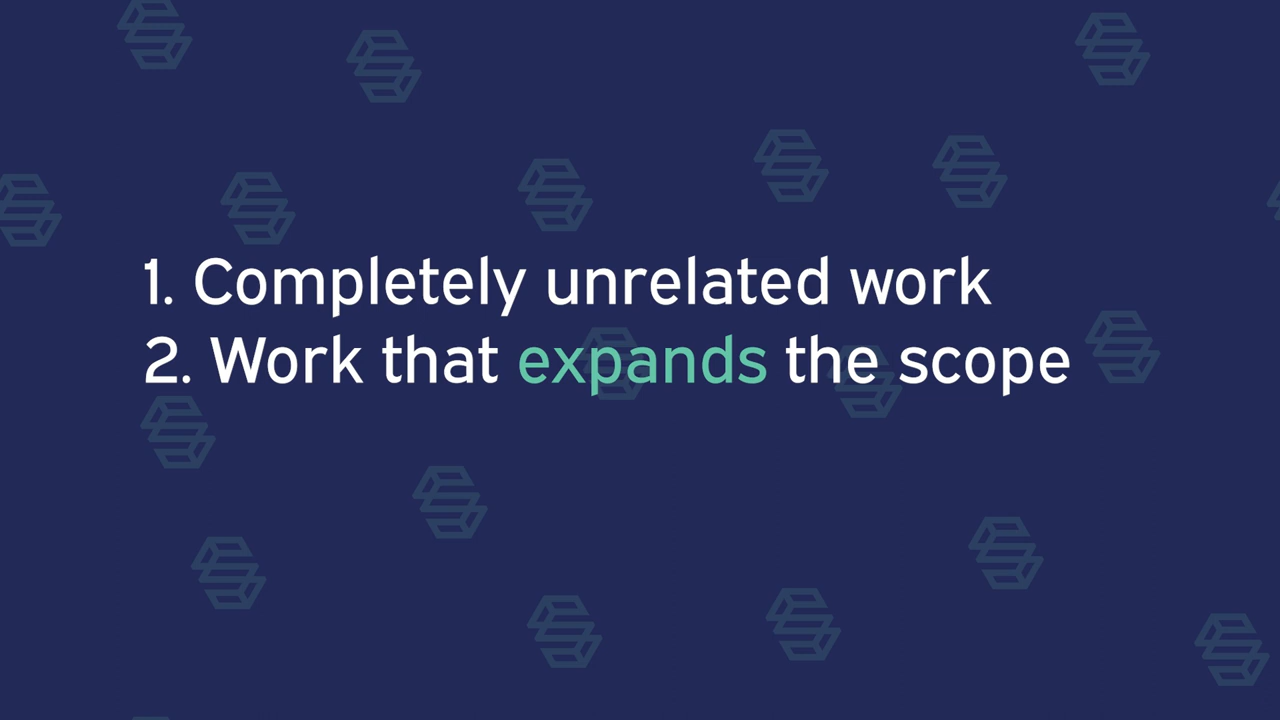 1. Completely unrelated work
2. Work that expands the scope